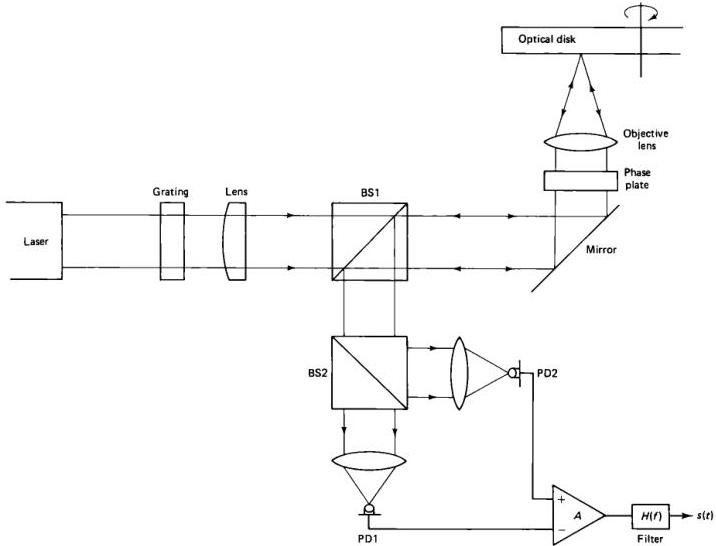 Optical disk
Objective
lens
Phase
plate
Grating
Lens
BS1
Laser
Mirror
BS2
PD2
+
A
−
H(f)
s(t)
Filter
PD1